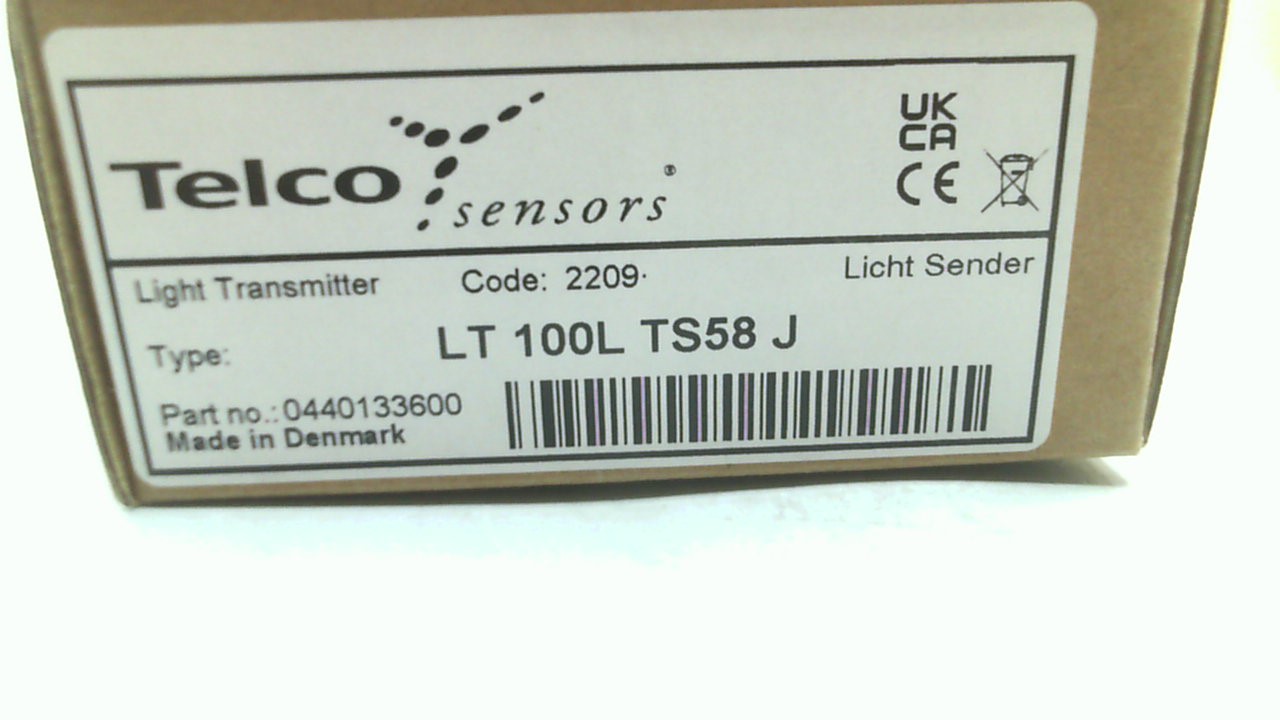 Telco sensors®
UK
CA
CE
Light Transmitter Code: 2209· Licht Sender
Type: LT 100L TS58 J
Part no.: 0440133600
Made in Denmark